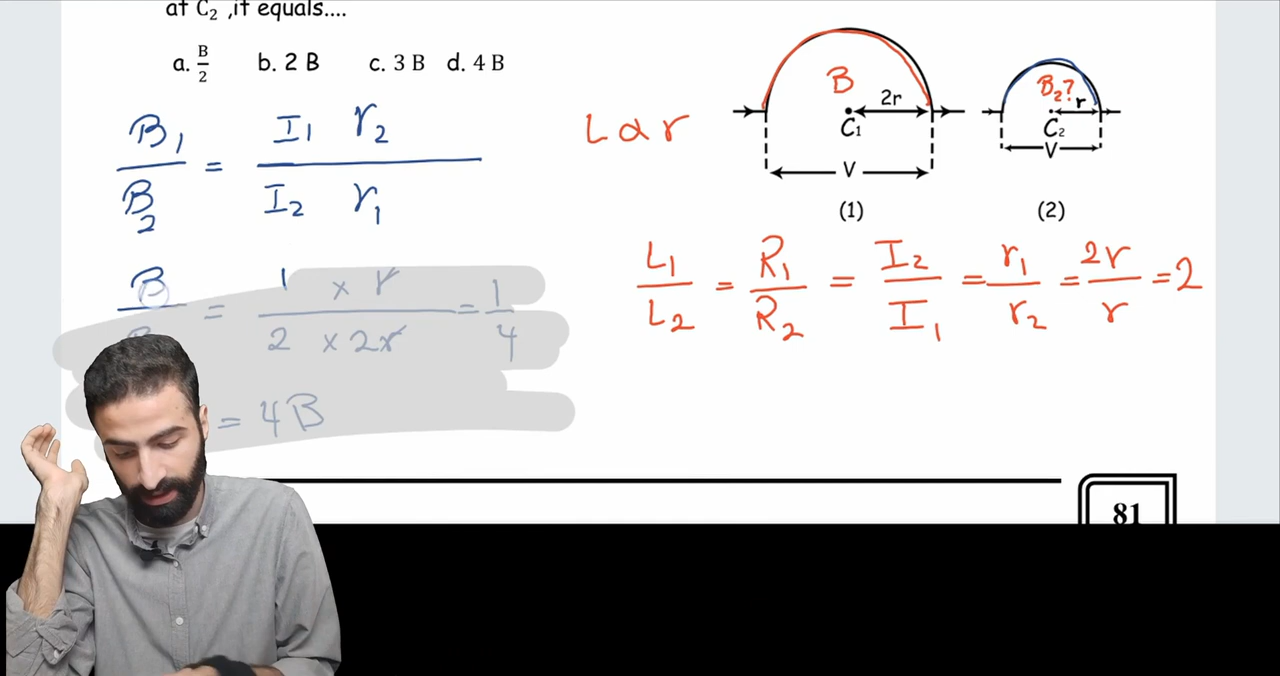 at C₂ ,it equals....
a. B/2 b. 2 B c. 3 B d. 4 B
B
2r
C₁
V
(1)
B₂?
r
C₂
V
(2)
L α r
B₁/B₂ = I₁ r₂ / I₂ r₁
L₁/L₂ = R₁/R₂ = I₂/I₁ = r₁/r₂ = 2r/r = 2
B/ = 1 × r / 2 × 2r = 1/4
= 4B
81